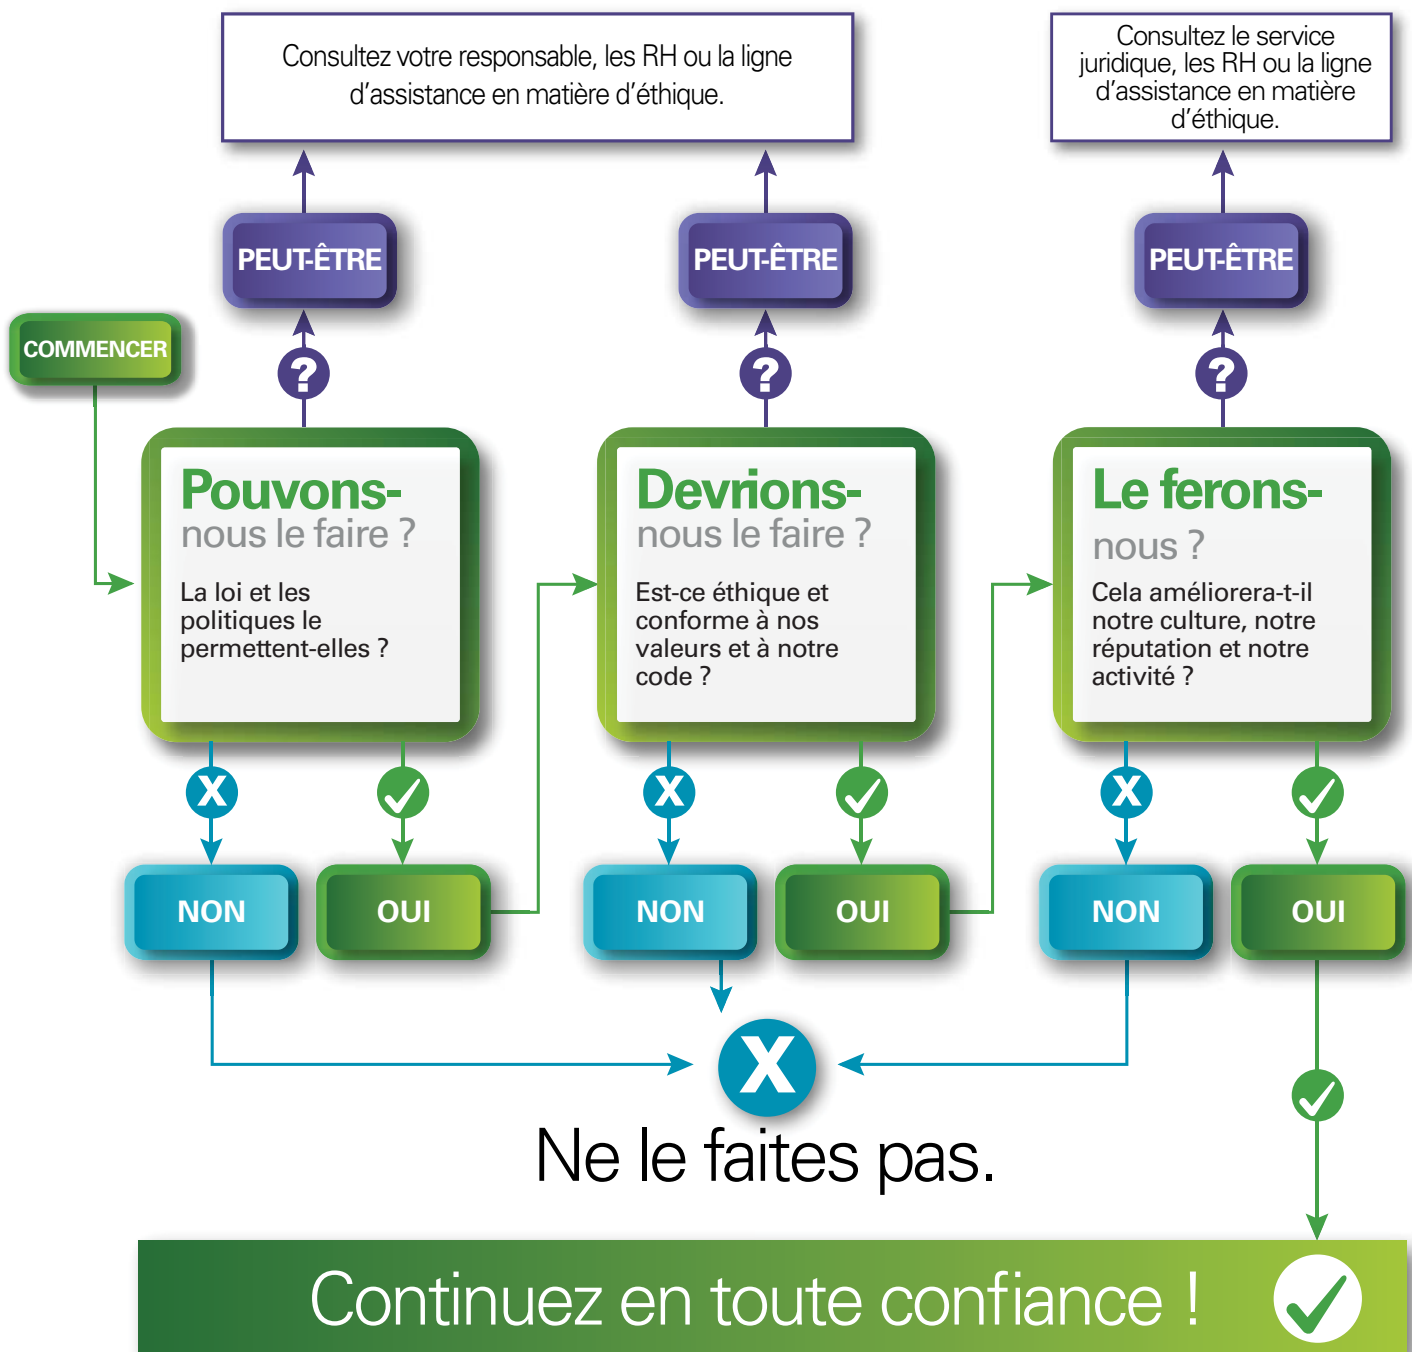 Consultez votre responsable, les RH ou la ligne
d'assistance en matière d'éthique.
Consultez le service
juridique, les RH ou la ligne
d'assistance en matière
d'éthique.
PEUT-ÊTRE
PEUT-ÊTRE
PEUT-ÊTRE
COMMENCER
?
?
?
Pouvons-
nous le faire ?
La loi et les
politiques le
permettent-elles ?
Devrions-
nous le faire ?
Est-ce éthique et
conforme à nos
valeurs et à notre
code ?
Le ferons-
nous ?
Cela améliorera-t-il
notre culture, notre
réputation et notre
activité ?
X
X
X
NON
OUI
NON
OUI
NON
OUI
X
Ne le faites pas.
Continuez en toute confiance !